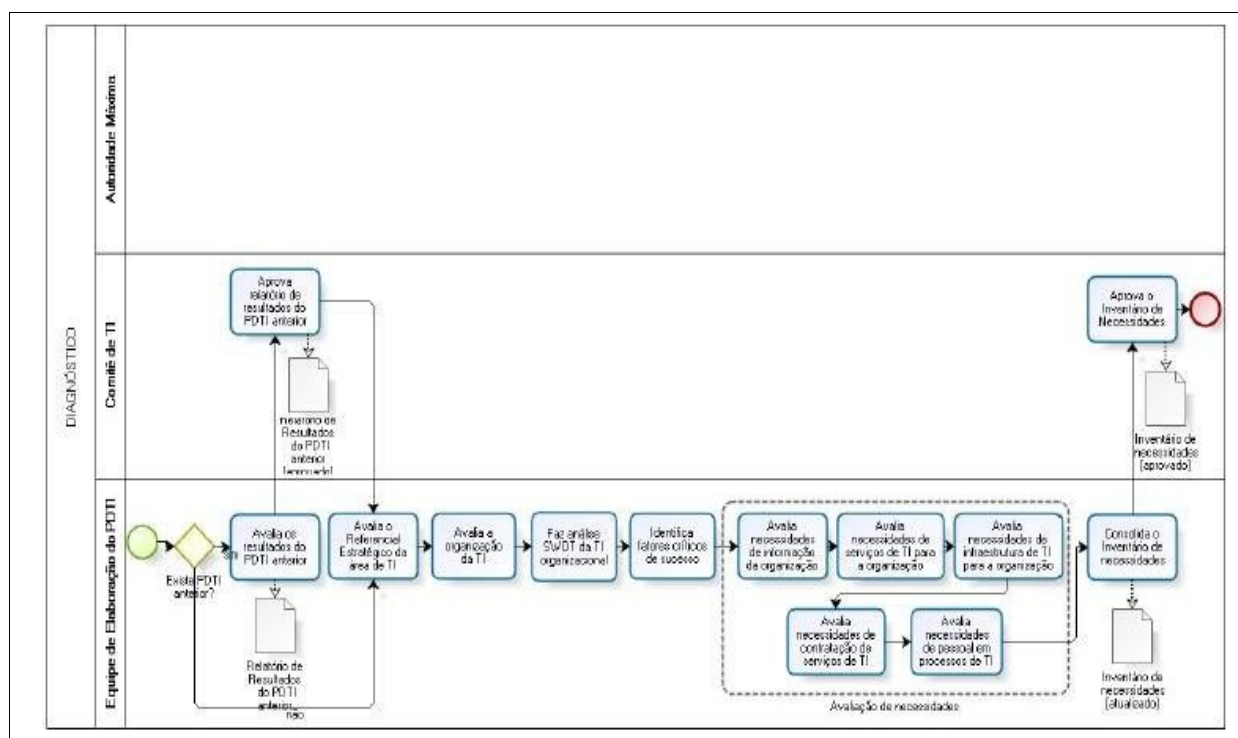 DIAGNÓSTICO
Autoridade Máxima
Comitê de TI
Aprova
relatório de
resultados do
PDTI anterior
Relatório de
Resultados
do PDTI
anterior
[aprovado]
Aprova o
Inventário de
Necessidades
Inventário de
necessidades
[aprovado]
Equipe de Elaboração do PDTI
Existe PDTI
anterior?
sim
não
Avalia os
resultados do
PDTI anterior
Relatório de
Resultados
do PDTI
anterior
Avalia o
Referencial
Estratégico da
área de TI
Avalia a
organização
da TI
Faz análise
SWOT da TI
organizacional
Identifica
fatores críticos
de sucesso
Avalia
necessidades
de informação
da organização
Avalia
necessidades
de serviços de TI para
a organização
Avalia
necessidades de
infraestrutura de TI
para a organização
Avalia
necessidades de
contratação de
serviços de TI
Avalia
necessidades
de pessoal em
processos de TI
Avaliação de necessidades
Consolida o
Inventário de
necessidades
Inventário de
necessidades
[atualizado]